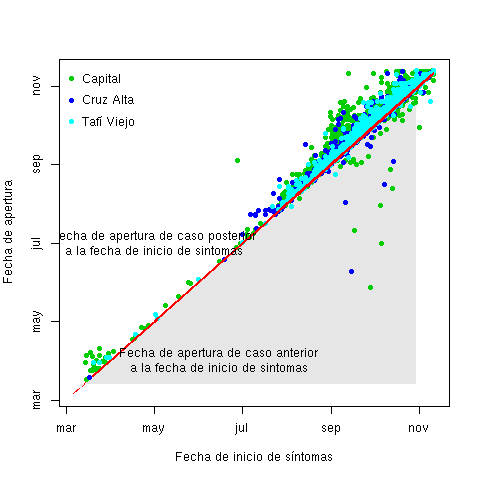 Capital
Cruz Alta
Tafí Viejo
echa de apertura de caso posterior
a la fecha de inicio de sintomas
Fecha de apertura de caso anterior
a la fecha de inicio de sintomas
Fecha de apertura
mar
may
jul
sep
nov
mar
may
jul
sep
nov
Fecha de inicio de síntomas